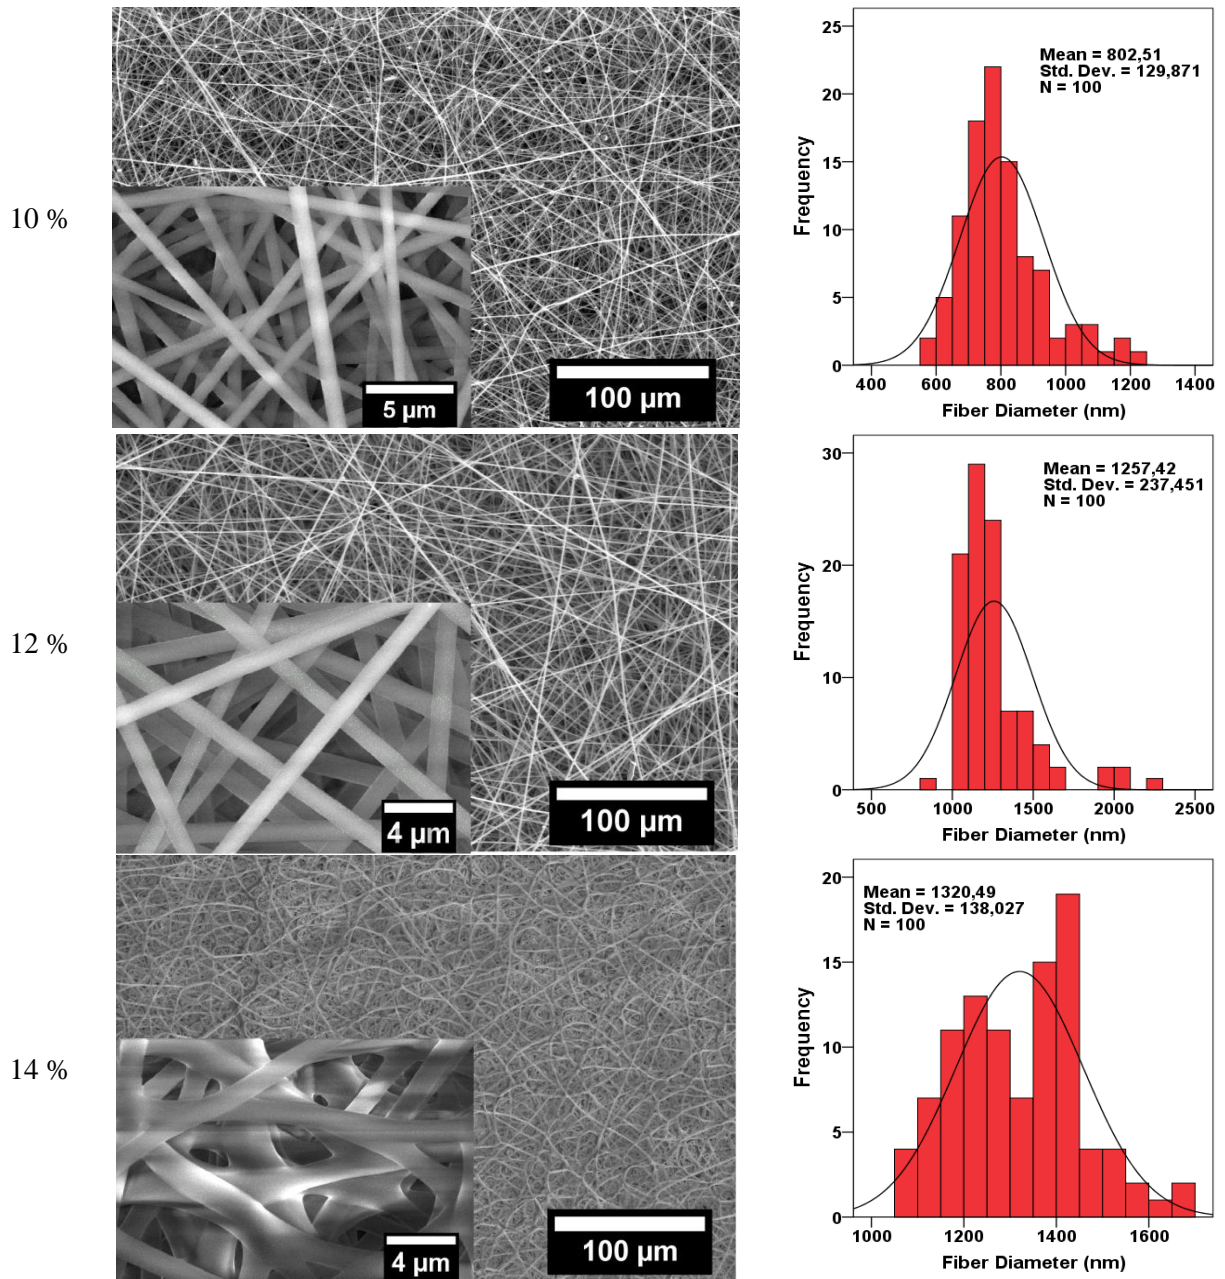 10 %
5 µm
100 µm
Mean = 802,51
Std. Dev. = 129,871
N = 100
25
20
15
10
5
0
Frequency
400 600 800 1000 1200 1400
Fiber Diameter (nm)
12 %
4 µm
100 µm
Mean = 1257,42
Std. Dev. = 237,451
N = 100
30
20
10
0
Frequency
500 1000 1500 2000 2500
Fiber Diameter (nm)
14 %
4 µm
100 µm
Mean = 1320,49
Std. Dev. = 138,027
N = 100
20
15
10
5
0
Frequency
1000 1200 1400 1600
Fiber Diameter (nm)